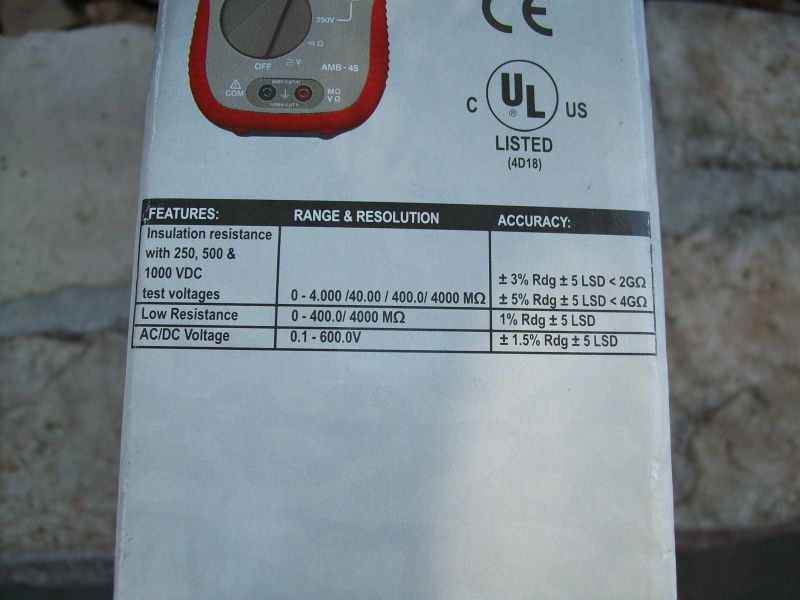 250V
Ω
OFF
≂V
AMB-45
COM
MΩ
VΩ
CE
C UL US
®
LISTED
(4D18)
FEATURES: RANGE & RESOLUTION ACCURACY:
Insulation resistance
with 250, 500 &
1000 VDC ± 3% Rdg ± 5 LSD < 2GΩ
test voltages 0 - 4.000 /40.00 / 400.0/ 4000 MΩ ± 5% Rdg ± 5 LSD < 4GΩ
Low Resistance 0 - 400.0/ 4000 MΩ 1% Rdg ± 5 LSD
AC/DC Voltage 0.1 - 600.0V ± 1.5% Rdg ± 5 LSD